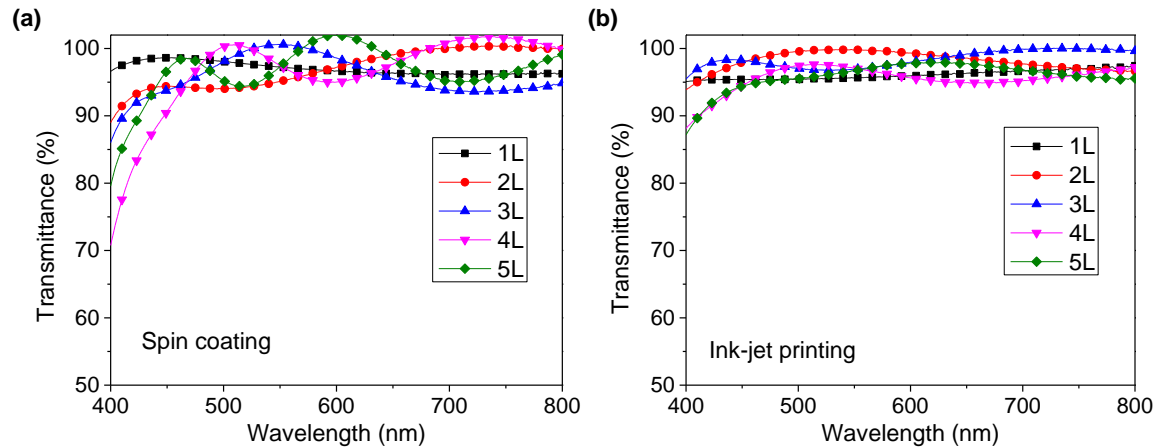 (a)
100
90
80
70
60
50
400
500
600
700
800
Transmittance (%)
Wavelength (nm)
1L
2L
3L
4L
5L
Spin coating
(b)
100
90
80
70
60
50
400
500
600
700
800
Transmittance (%)
Wavelength (nm)
1L
2L
3L
4L
5L
Ink-jet printing